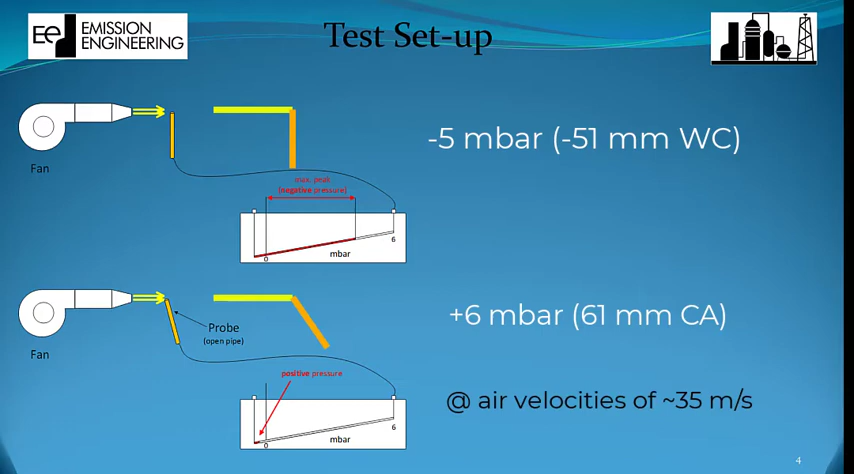 Ee EMISSION
ENGINEERING
Test Set-up
Fan
-5 mbar (-51 mm WC)
max. peak
(negative pressure)
0
mbar
6
Fan
Probe
(open pipe)
+6 mbar (61 mm CA)
positive pressure
0
mbar
6
@ air velocities of ~35 m/s
4